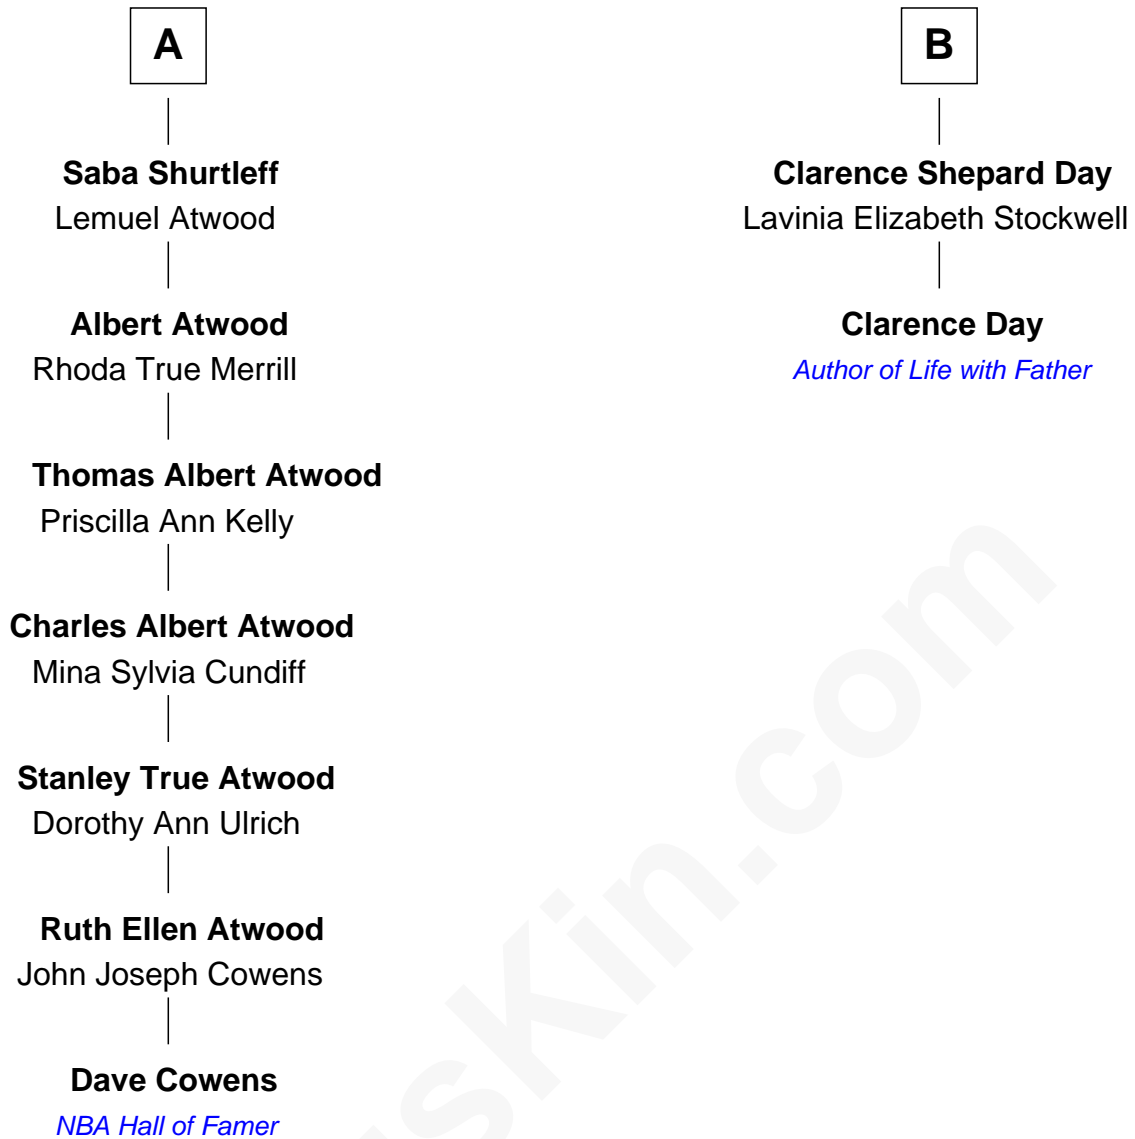 A
Saba Shurtleff
Lemuel Atwood
Albert Atwood
Rhoda True Merrill
Thomas Albert Atwood
Priscilla Ann Kelly
Charles Albert Atwood
Mina Sylvia Cundiff
Stanley True Atwood
Dorothy Ann Ulrich
Ruth Ellen Atwood
John Joseph Cowens
Dave Cowens
NBA Hall of Famer
B
Clarence Shepard Day
Lavinia Elizabeth Stockwell
Clarence Day
Author of Life with Father